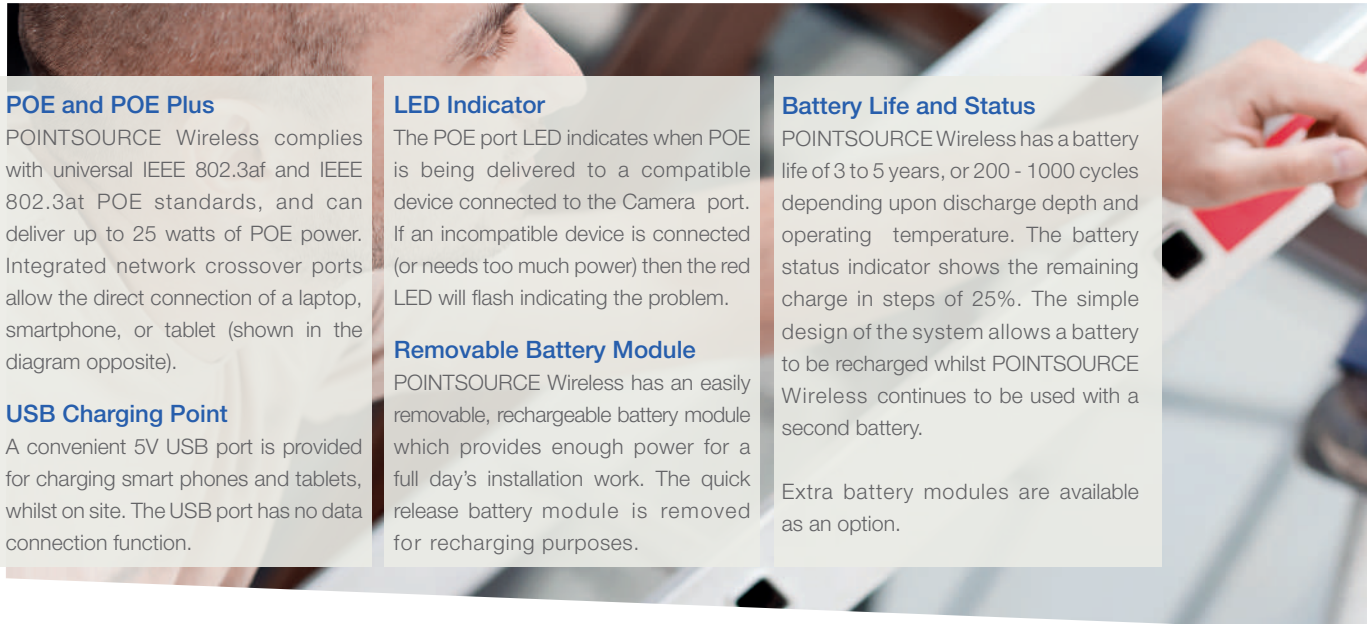 POE and POE Plus
POINTSOURCE Wireless complies
with universal IEEE 802.3af and IEEE
802.3at POE standards, and can
deliver up to 25 watts of POE power.
Integrated network crossover ports
allow the direct connection of a laptop,
smartphone, or tablet (shown in the
diagram opposite).
USB Charging Point
A convenient 5V USB port is provided
for charging smart phones and tablets,
whilst on site. The USB port has no data
connection function.
LED Indicator
The POE port LED indicates when POE
is being delivered to a compatible
device connected to the Camera port.
If an incompatible device is connected
(or needs too much power) then the red
LED will flash indicating the problem.
Removable Battery Module
POINTSOURCE Wireless has an easily
removable, rechargeable battery module
which provides enough power for a
full day's installation work. The quick
release battery module is removed
for recharging purposes.
Battery Life and Status
POINTSOURCE Wireless has a battery
life of 3 to 5 years, or 200 - 1000 cycles
depending upon discharge depth and
operating temperature. The battery
status indicator shows the remaining
charge in steps of 25%. The simple
design of the system allows a battery
to be recharged whilst POINTSOURCE
Wireless continues to be used with a
second battery.
Extra battery modules are available
as an option.